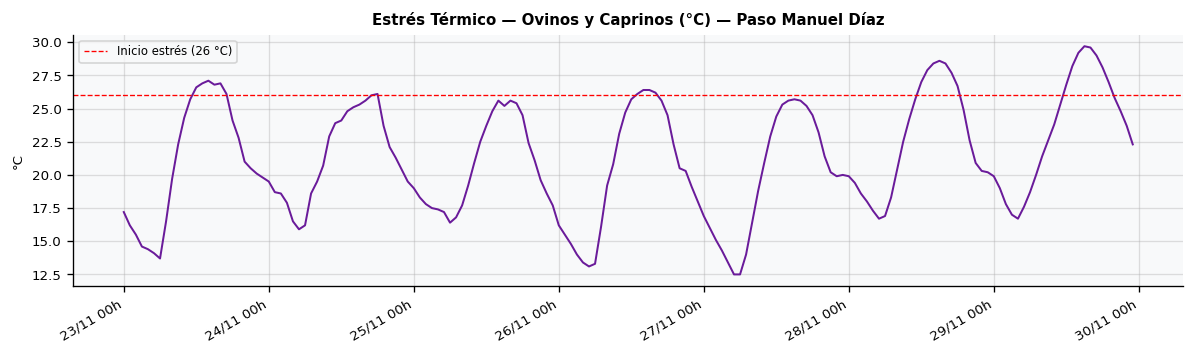 Estrés Térmico — Ovinos y Caprinos (°C) — Paso Manuel Díaz
Inicio estrés (26 °C)
°C
30.0
27.5
25.0
22.5
20.0
17.5
15.0
12.5
23/11 00h
24/11 00h
25/11 00h
26/11 00h
27/11 00h
28/11 00h
29/11 00h
30/11 00h